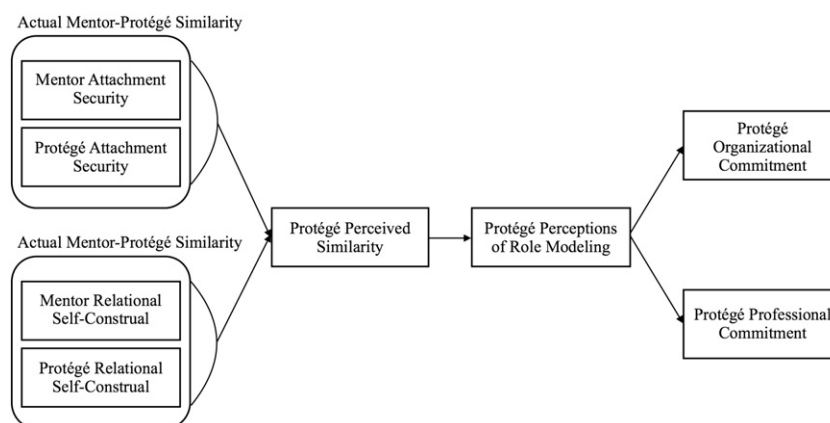 Actual Mentor-Protégé Similarity
Mentor Attachment
Security
Protégé Attachment
Security
Actual Mentor-Protégé Similarity
Mentor Relational
Self-Construal
Protégé Relational
Self-Construal
Protégé Perceived
Similarity
Protégé Perceptions
of Role Modeling
Protégé
Organizational
Commitment
Protégé Professional
Commitment